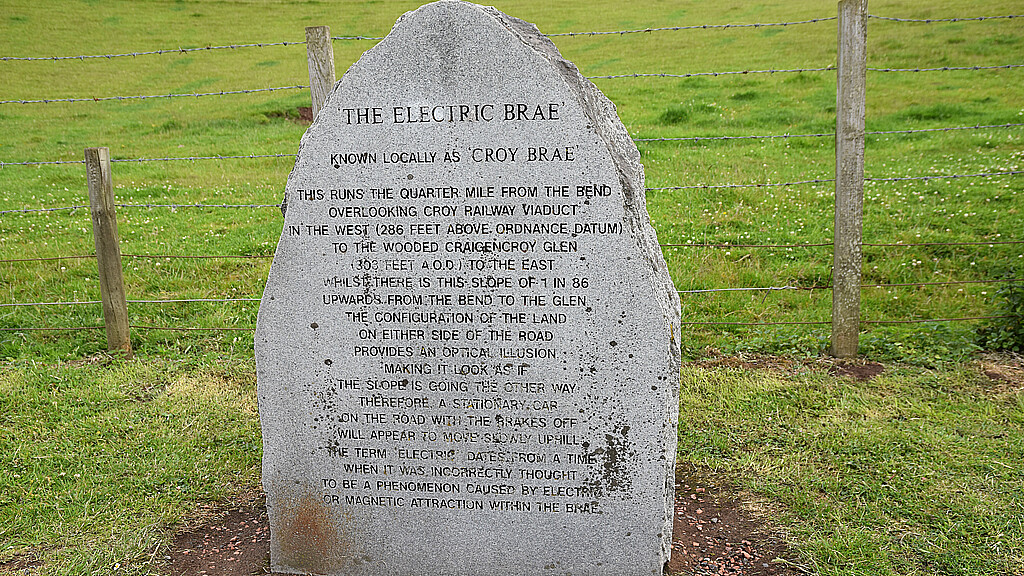 'THE ELECTRIC BRAE'
KNOWN LOCALLY AS 'CROY BRAE'
THIS RUNS THE QUARTER MILE FROM THE BEND
OVERLOOKING CROY RAILWAY VIADUCT
IN THE WEST (286 FEET ABOVE ORDNANCE DATUM)
TO THE WOODED CRAIGENCROY GLEN
(303 FEET A.O.D.) TO THE EAST
WHILST THERE IS THIS SLOPE OF 1 IN 86
UPWARDS FROM THE BEND TO THE GLEN
THE CONFIGURATION OF THE LAND
ON EITHER SIDE OF THE ROAD
PROVIDES AN OPTICAL ILLUSION
MAKING IT LOOK AS IF
THE SLOPE IS GOING THE OTHER WAY
THEREFORE A STATIONARY CAR
ON THE ROAD WITH THE BRAKES OFF
WILL APPEAR TO MOVE SLOWLY UPHILL
THE TERM 'ELECTRIC' DATES FROM A TIME
WHEN IT WAS INCORRECTLY THOUGHT
TO BE A PHENOMENON CAUSED BY ELECTRIC
OR MAGNETIC ATTRACTION WITHIN THE BRAE.